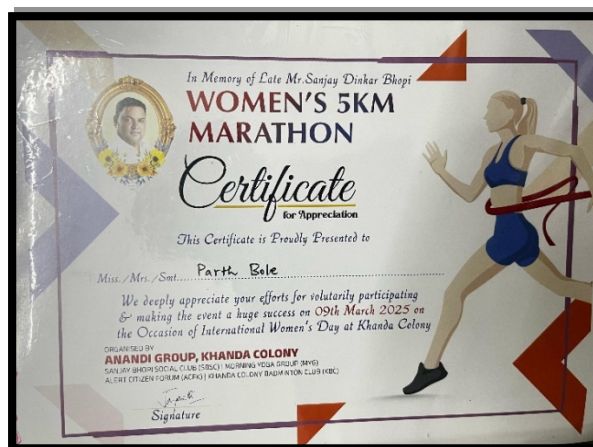 In Memory of Late Mr.Sanjay Dinkar Bhopi
WOMEN'S 5KM
MARATHON
Certificate
for Appreciation
This Certificate is Proudly Presented to
Miss./Mrs./Smt.....Parth Bole
We deeply appreciate your efforts for volutarily participating
& making the event a huge success on 09th March 2025 on
the Occasion of International Women's Day at Khanda Colony
ORGANISED BY
ANANDI GROUP, KHANDA COLONY
SANJAY BHOPI SOCIAL CLUB (SBSC) | MORNING YOGA GROUP (MYG)
ALERT CITIZEN FORUM (ACFK) | KHANDA COLONY BADMINTON CLUB (KBC)
Signature